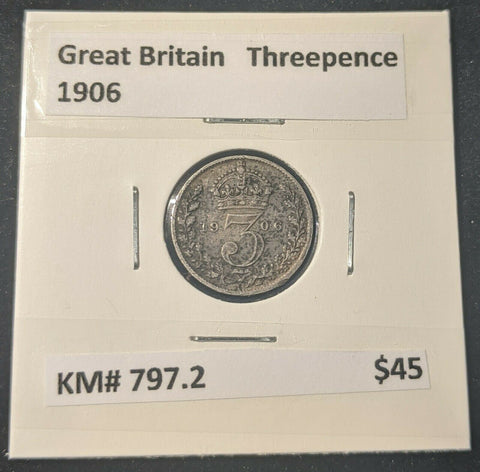 Great Britain Threepence
1906
19 3 06
KM# 797.2 $45